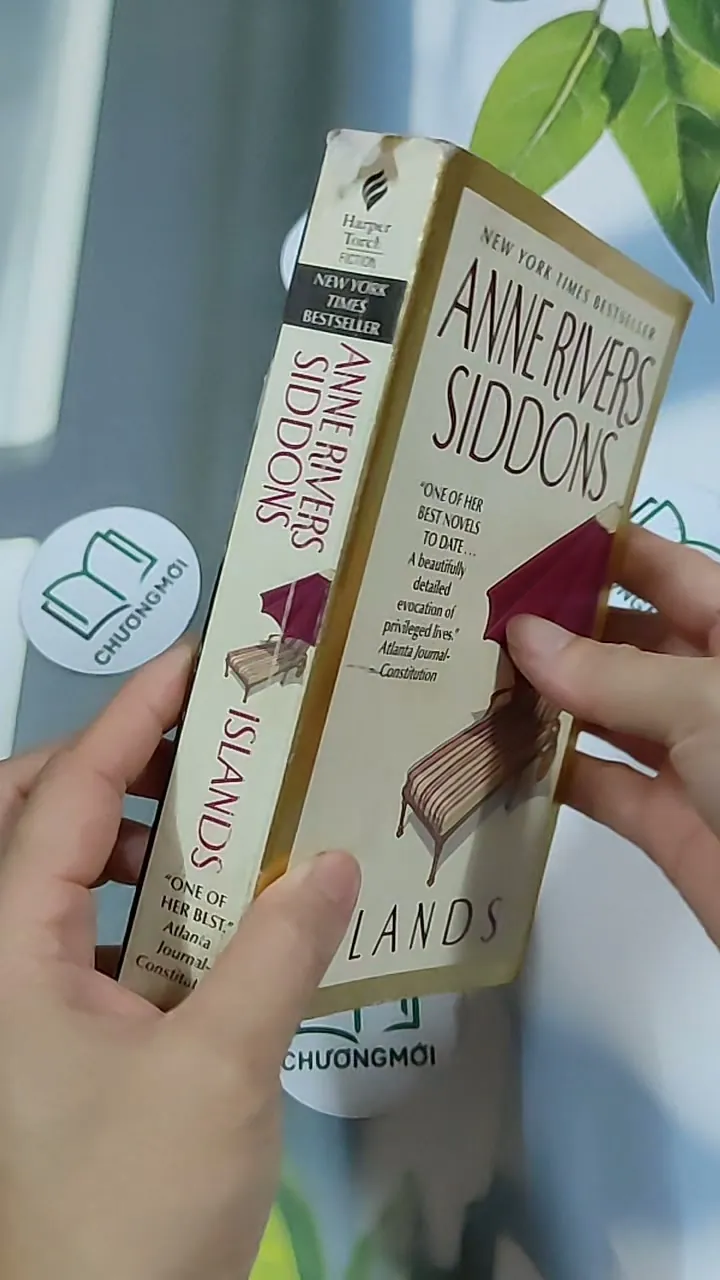 Harper
Torch
FICTION
NEW YORK
TIMES
BESTSELLER
ANNE RIVERS
SIDDONS
ISLANDS
"ONE OF
HER BEST."
Atlanta
Journal-
NEW YORK TIMES BESTSELLER
ANNE RIVERS
SIDDONS
"ONE OF HER
BEST NOVELS
TO DATE...
A beautifully
detailed
evocation of
privileged lives."
Atlanta Journal-
Constitution
LANDS
CHƯƠNGMỚI
CHƯƠNGMỚI